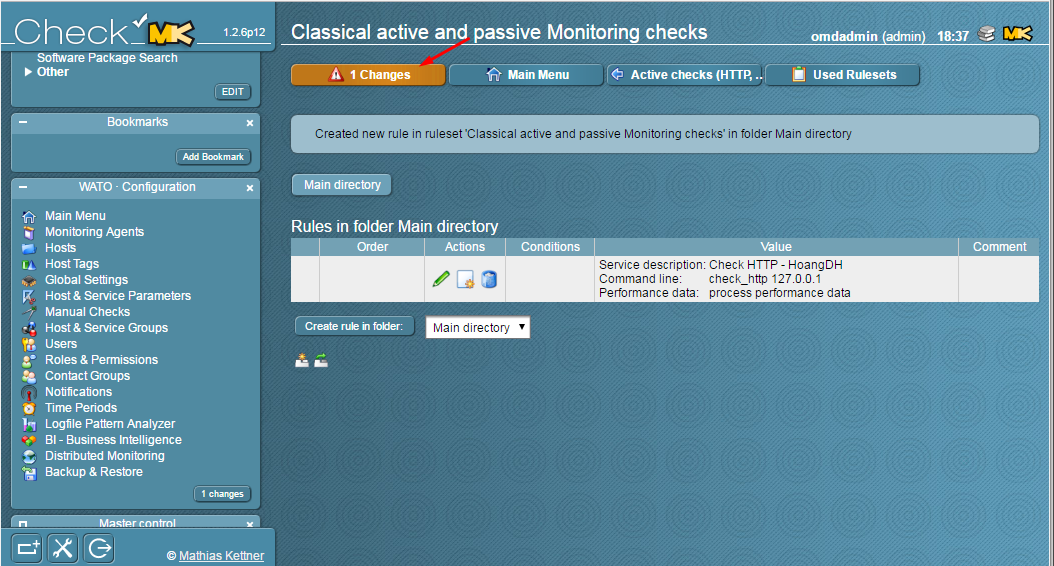 Check MK 1.2.6p12
Software Package Search
Other
EDIT
Bookmarks
Add Bookmark
WATO · Configuration
Main Menu
Monitoring Agents
Hosts
Host Tags
Global Settings
Host & Service Parameters
Manual Checks
Host & Service Groups
Users
Roles & Permissions
Contact Groups
Notifications
Time Periods
Logfile Pattern Analyzer
BI - Business Intelligence
Distributed Monitoring
Backup & Restore
1 changes
Master control
© Mathias Kettner
Classical active and passive Monitoring checks
omdadmin (admin) 18:37 MK
1 Changes Main Menu Active checks (HTTP, .. Used Rulesets
Created new rule in ruleset 'Classical active and passive Monitoring checks' in folder Main directory
Main directory
Rules in folder Main directory
Order Actions Conditions Value Comment
Service description: Check HTTP - HoangDH
Command line: check_http 127.0.0.1
Performance data: process performance data
Create rule in folder: Main directory